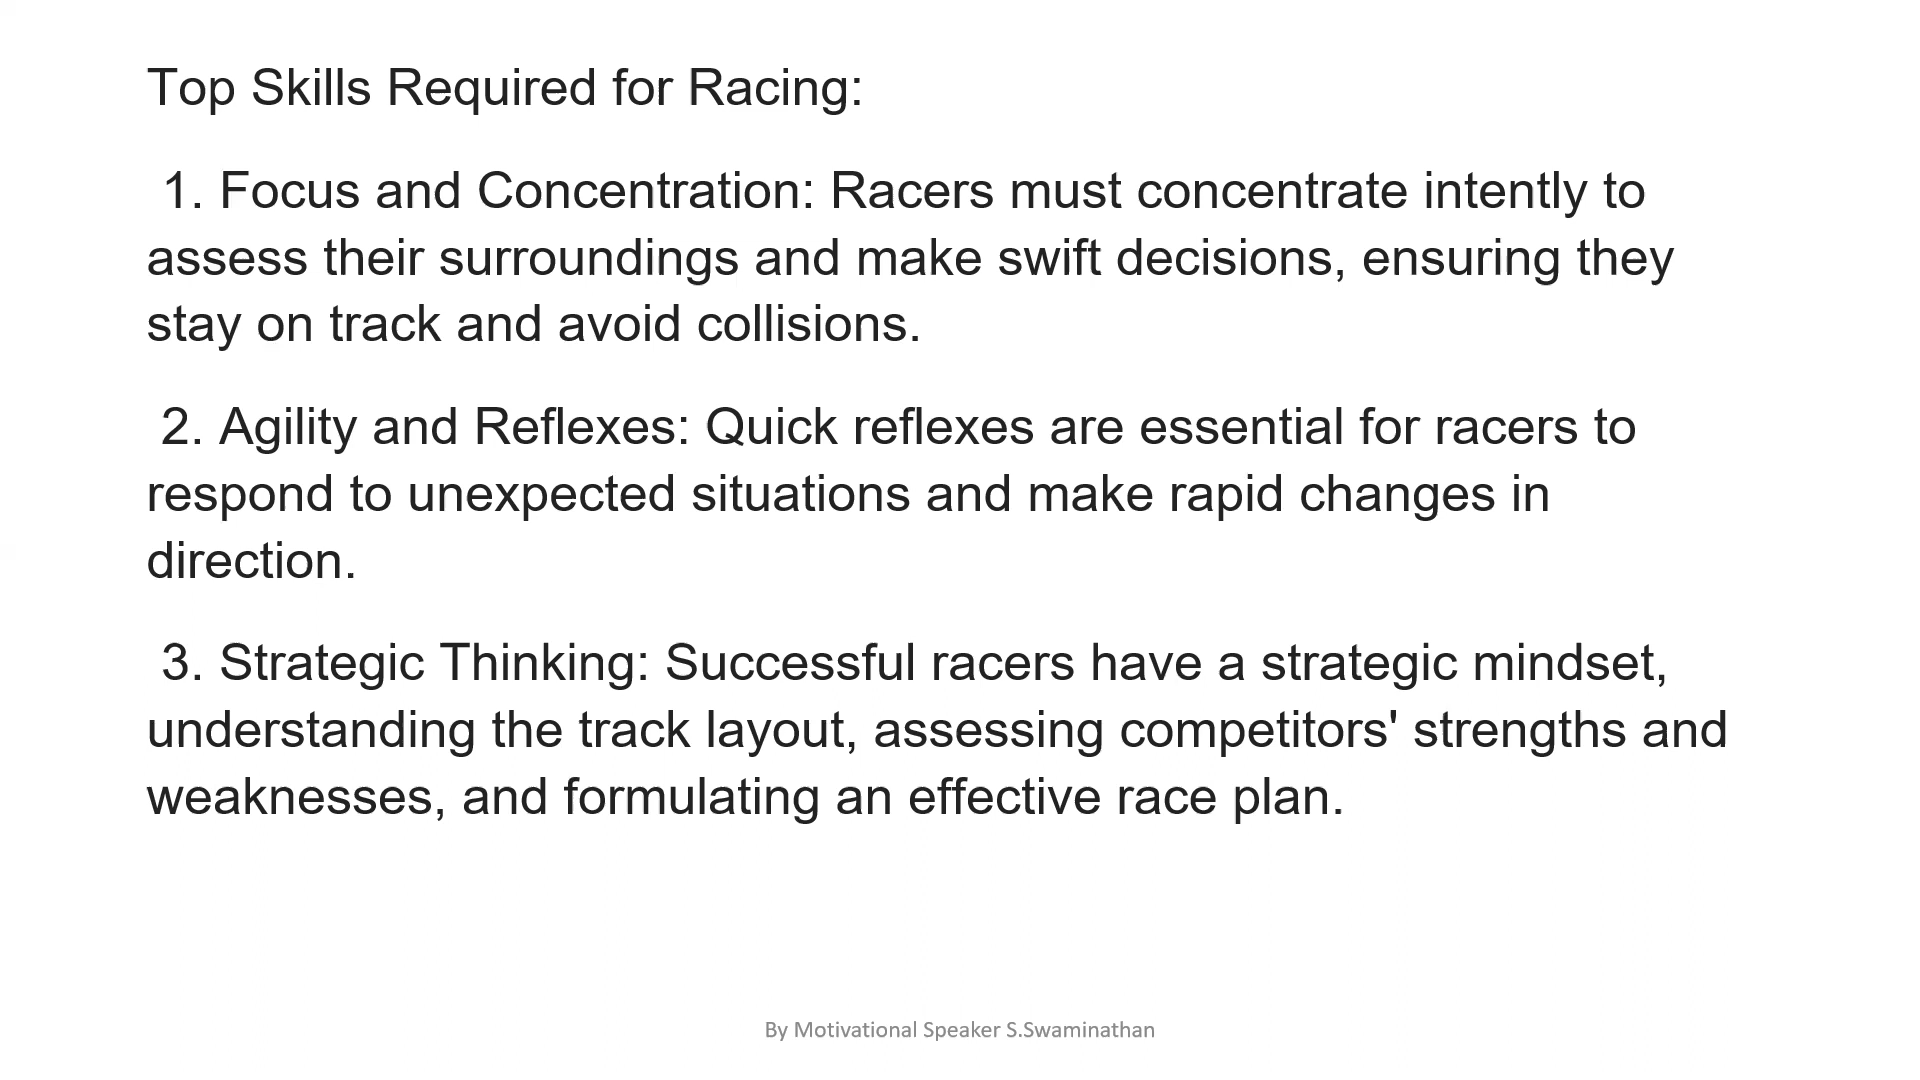 Top Skills Required for Racing:
1. Focus and Concentration: Racers must concentrate intently to
assess their surroundings and make swift decisions, ensuring they
stay on track and avoid collisions.
2. Agility and Reflexes: Quick reflexes are essential for racers to
respond to unexpected situations and make rapid changes in
direction.
3. Strategic Thinking: Successful racers have a strategic mindset,
understanding the track layout, assessing competitors' strengths and
weaknesses, and formulating an effective race plan.
By Motivational Speaker S.Swaminathan